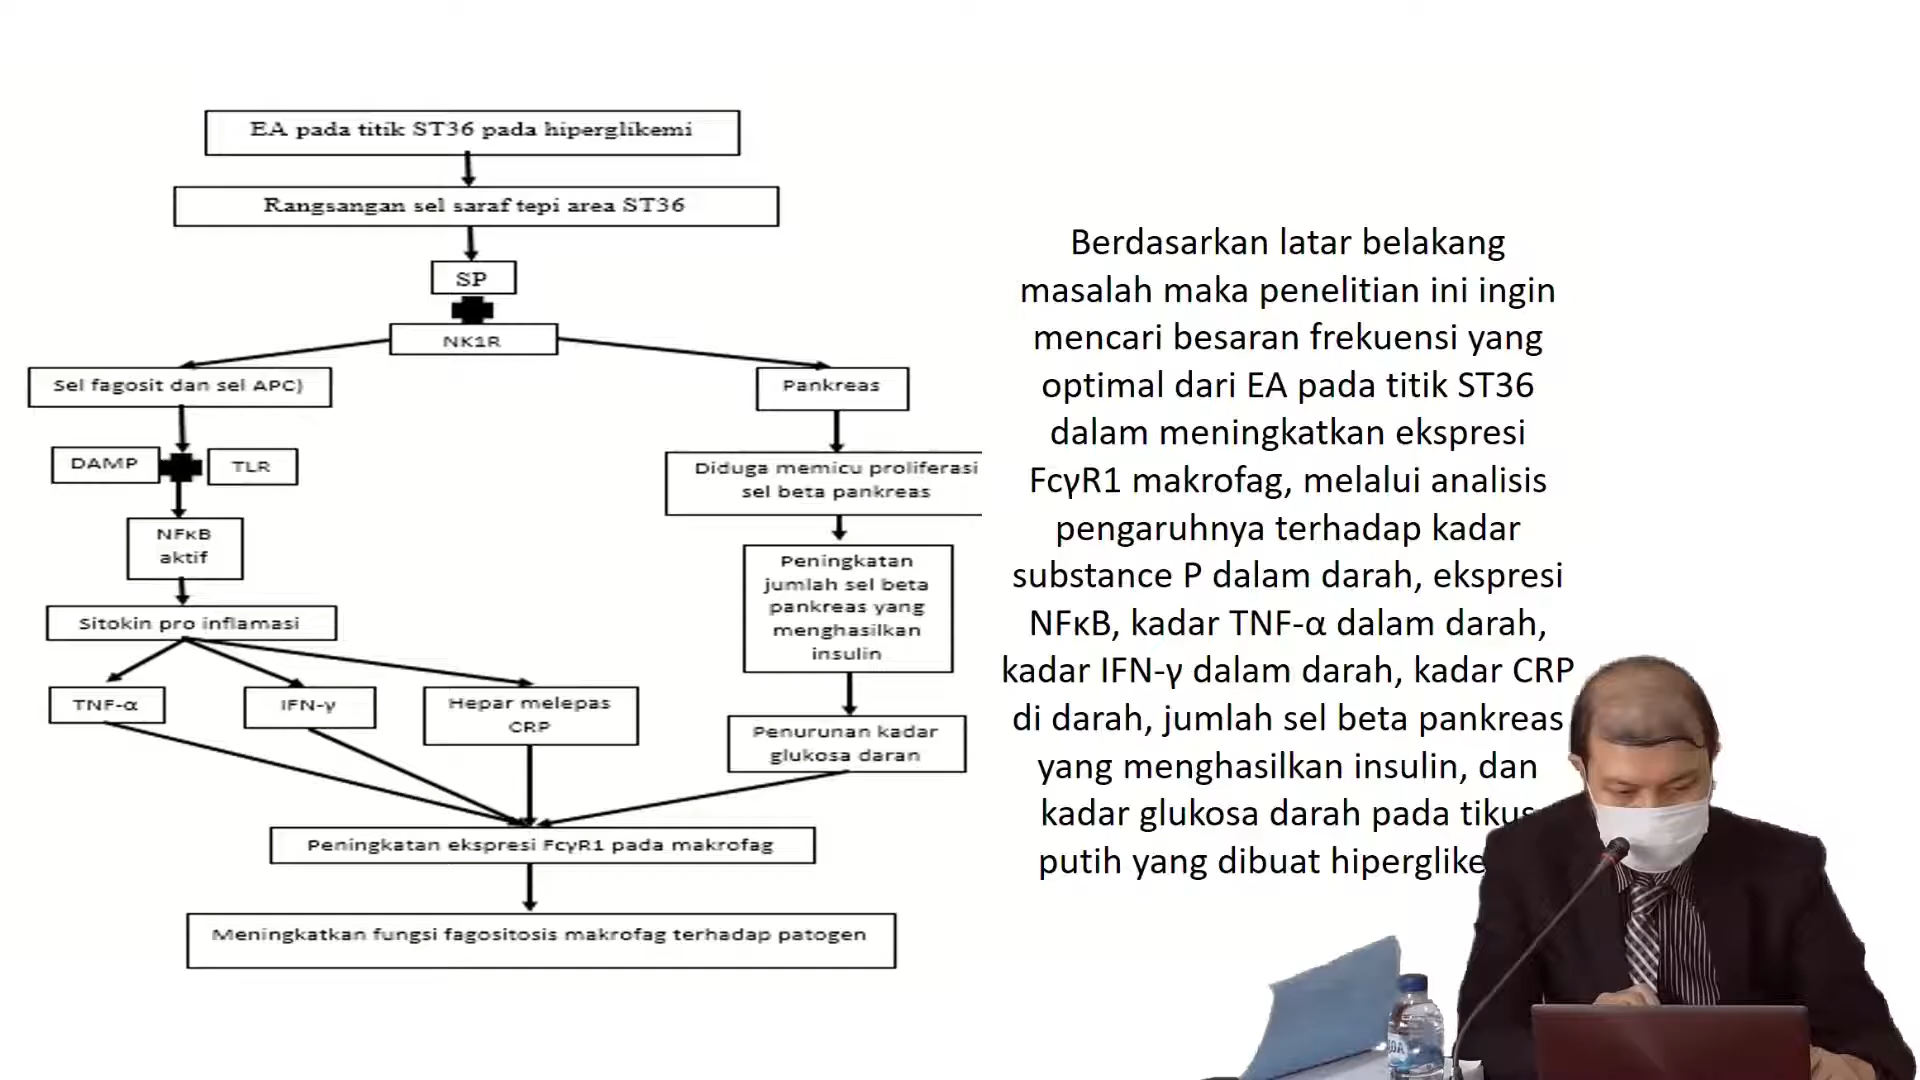 EA pada titik ST36 pada hiperglikemi
Rangsangan sel saraf tepi area ST36
SP
NK1R
Sel fagosit dan sel APC)
Pankreas
DAMP
TLR
Diduga memicu proliferasi
sel beta pankreas
NFκB
aktif
Peningkatan
jumlah sel beta
pankreas yang
menghasilkan
insulin
Sitokin pro inflamasi
TNF-α
IFN-γ
Hepar melepas
CRP
Penurunan kadar
glukosa daran
Peningkatan ekspresi FcγR1 pada makrofag
Meningkatkan fungsi fagositosis makrofag terhadap patogen
Berdasarkan latar belakang
masalah maka penelitian ini ingin
mencari besaran frekuensi yang
optimal dari EA pada titik ST36
dalam meningkatkan ekspresi
FcγR1 makrofag, melalui analisis
pengaruhnya terhadap kadar
substance P dalam darah, ekspresi
NFκB, kadar TNF-α dalam darah,
kadar IFN-γ dalam darah, kadar CRP
di darah, jumlah sel beta pankreas
yang menghasilkan insulin, dan
kadar glukosa darah pada tikus
putih yang dibuat hiperglike